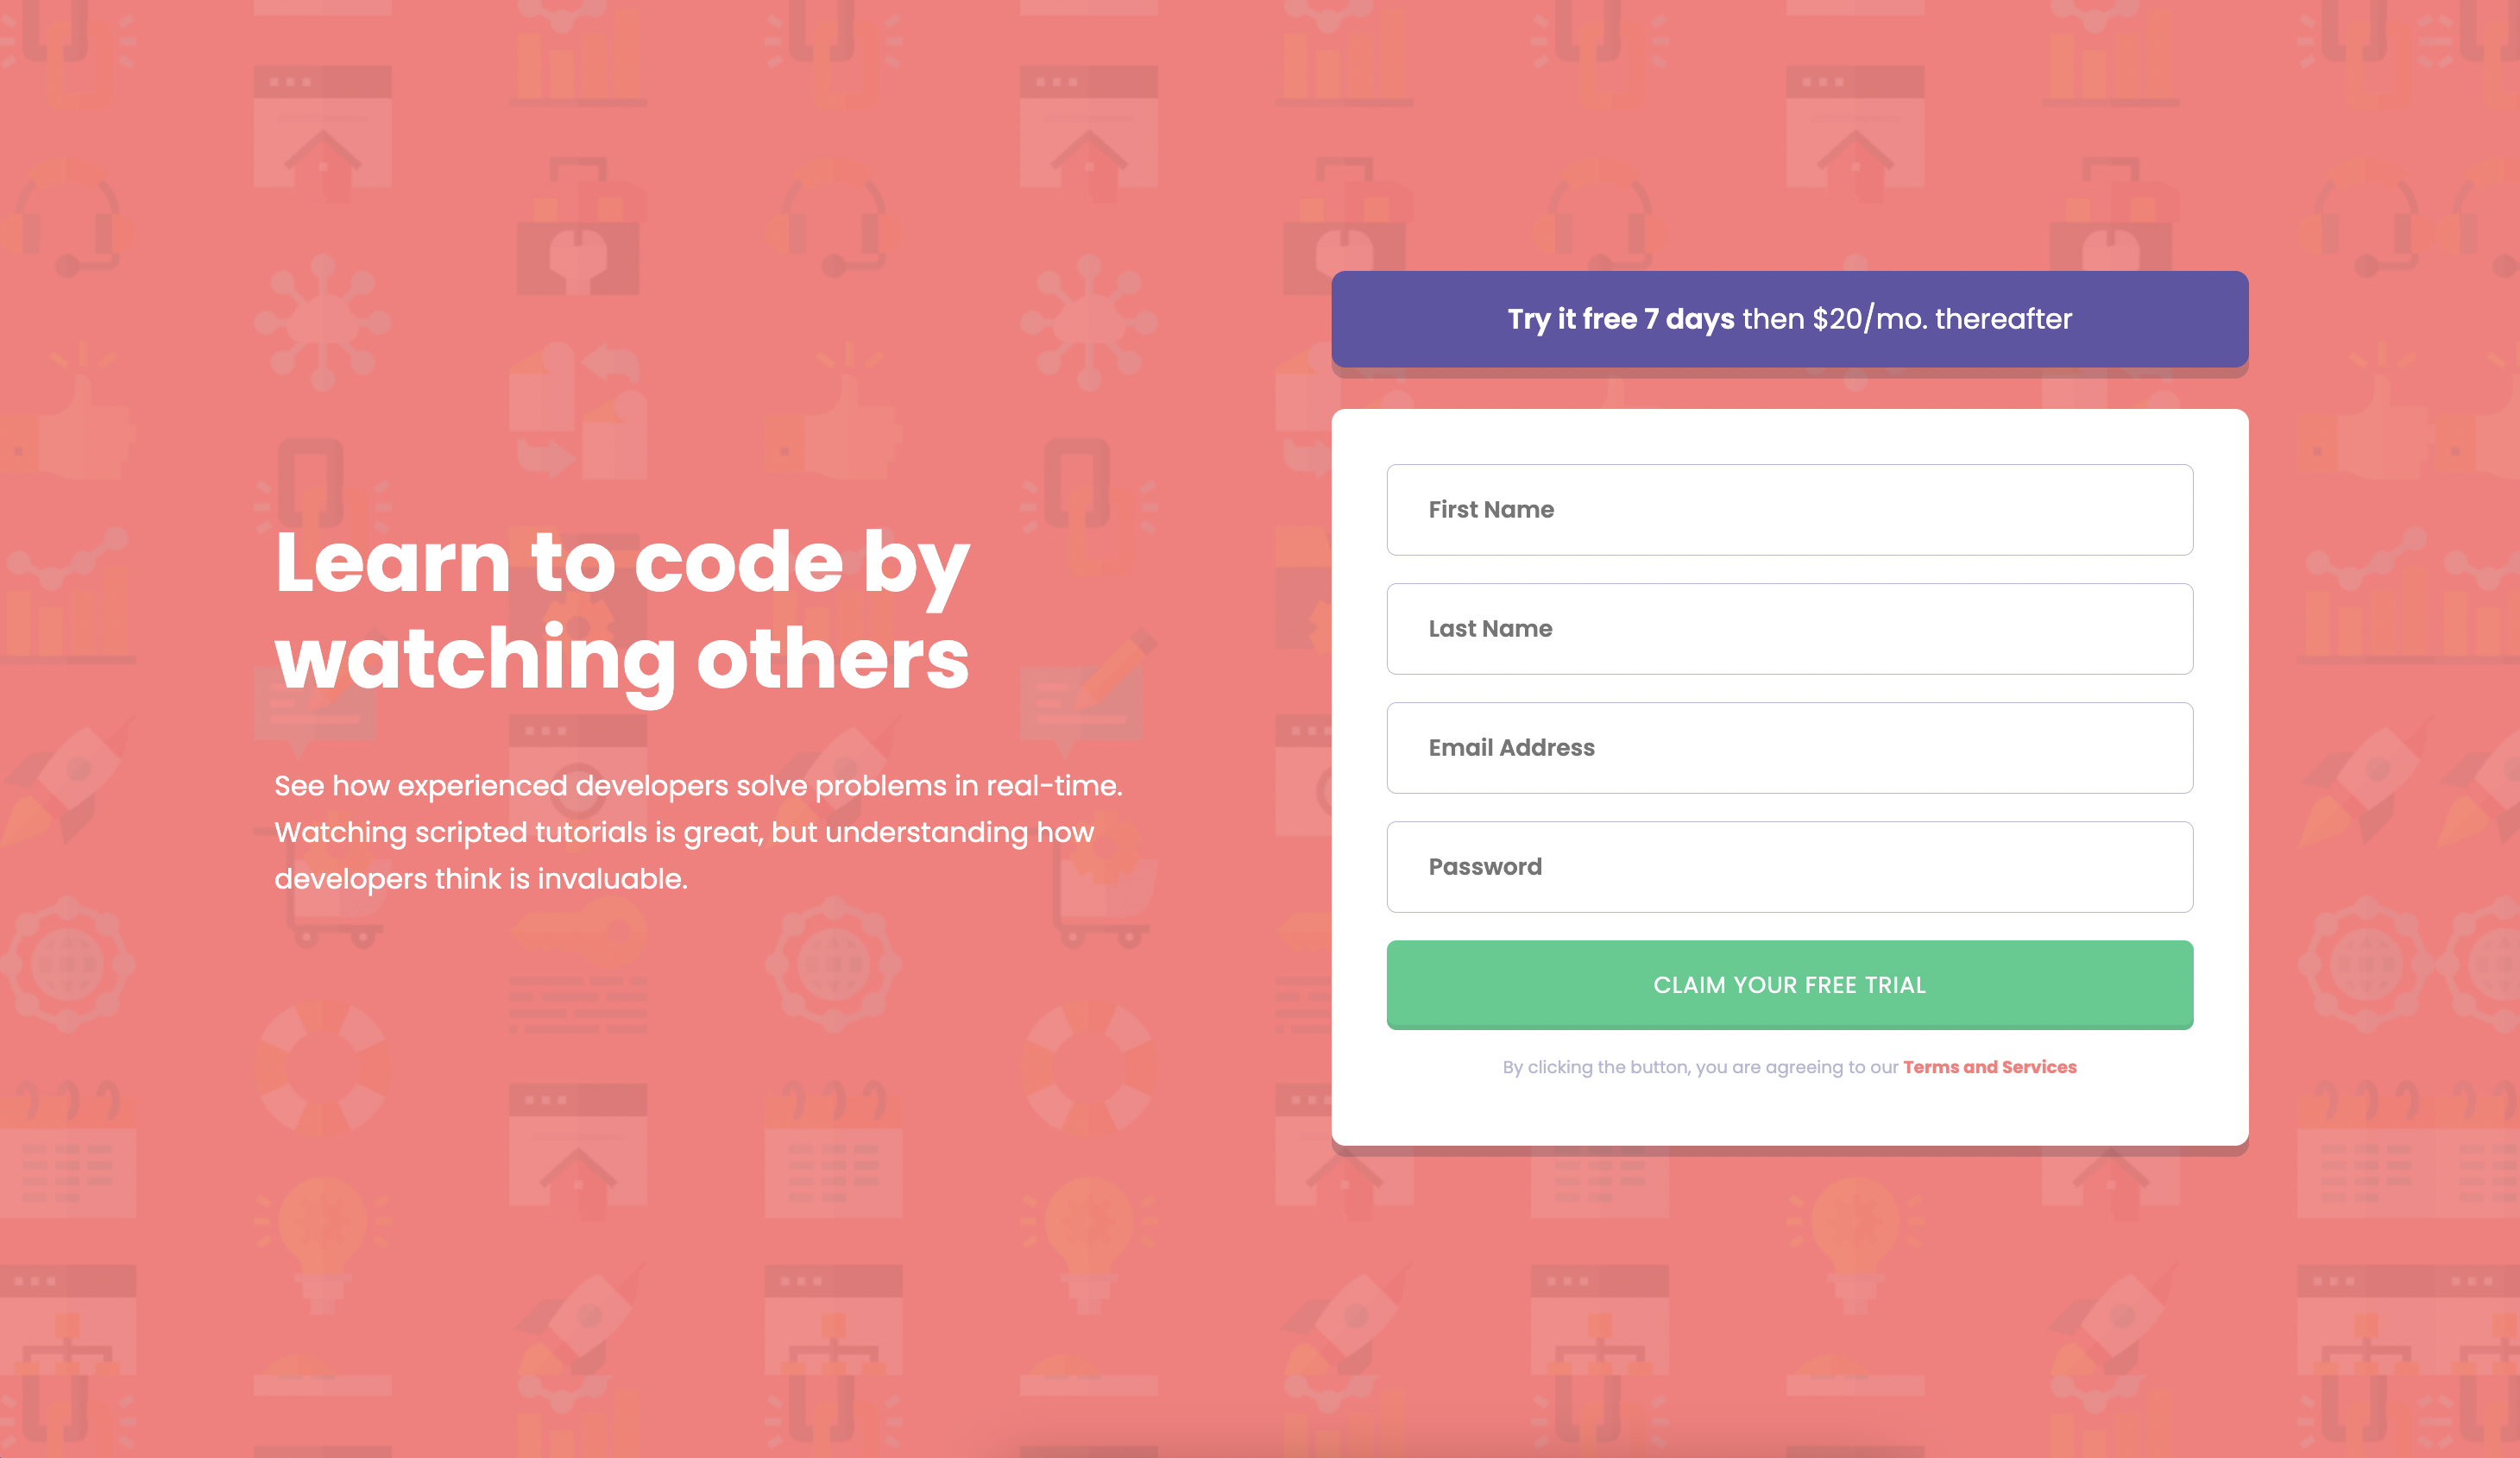 Learn to code by
watching others
See how experienced developers solve problems in real-time.
Watching scripted tutorials is great, but understanding how
developers think is invaluable.
Try it free 7 days then $20/mo. thereafter
First Name
Last Name
Email Address
Password
CLAIM YOUR FREE TRIAL
By clicking the button, you are agreeing to our Terms and Services